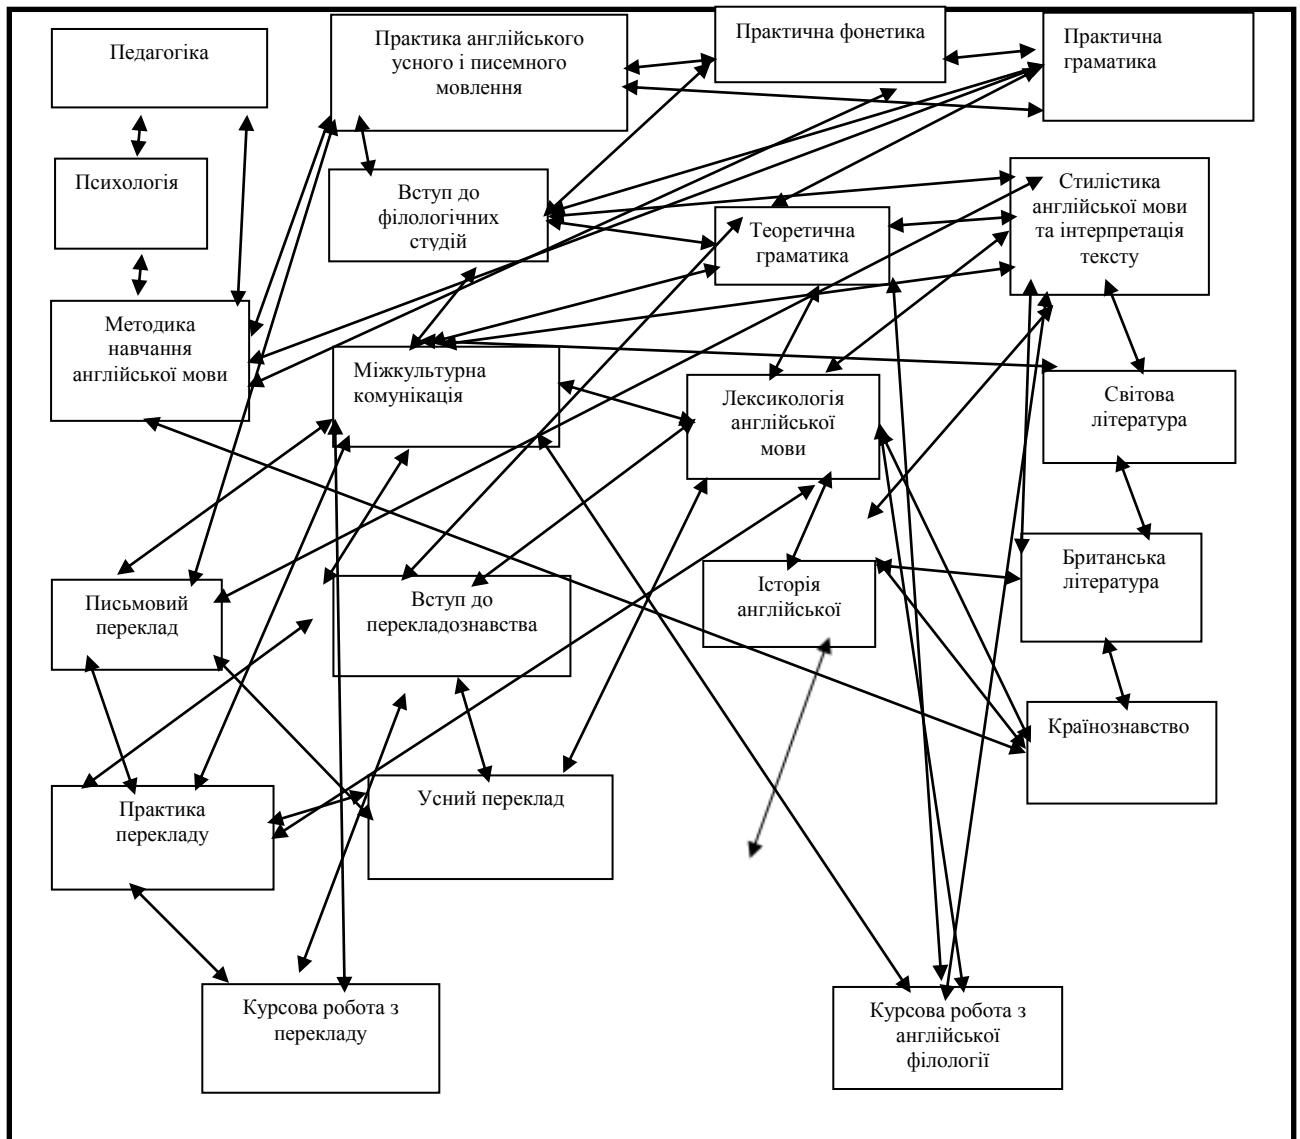 Педагогіка
Практика англійського
усного і писемного
мовлення
Практична фонетика
Практична
граматика
Психологія
Вступ до
філологічних
студій
Теоретична
граматика
Стилістика
англійської мови
та інтерпретація
тексту
Методика
навчання
англійської мови
Міжкультурна
комунікація
Лексикологія
англійської
мови
Світова
література
Письмовий
переклад
Вступ до
перекладознавства
Історія
англійської
Британська
література
Країнознавство
Практика
перекладу
Усний переклад
Курсова робота з
перекладу
Курсова робота з
англійської
філології